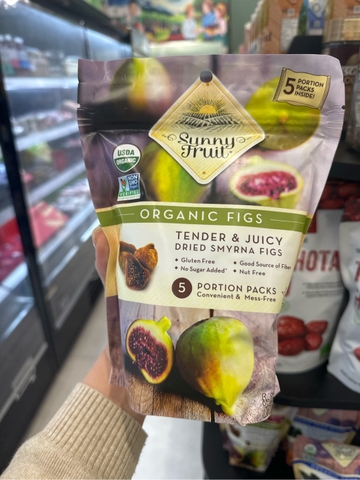 5 PORTION
PACKS
INSIDE!
Sunny
Fruit
USDA
ORGANIC
NON
GMO
VERIFIED
ORGANIC FIGS
TENDER & JUICY
DRIED SMYRNA FIGS
• Gluten Free
• Good Source of Fiber
• No Sugar Added*
• Nut Free
5 PORTION PACKS
Convenient & Mess-Free
HOTA